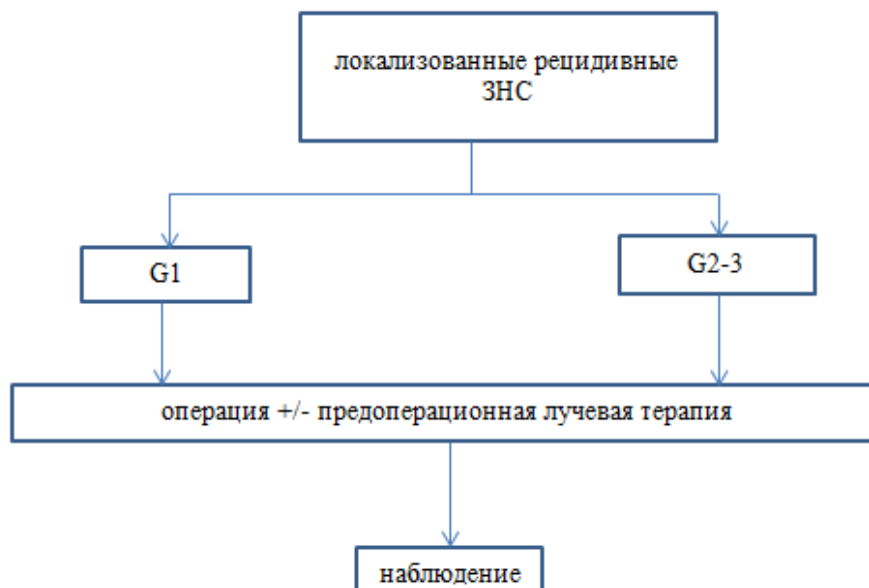 локализованные рецидивные
ЗНС
G1
G2-3
операция +/- предоперационная лучевая терапия
наблюдение